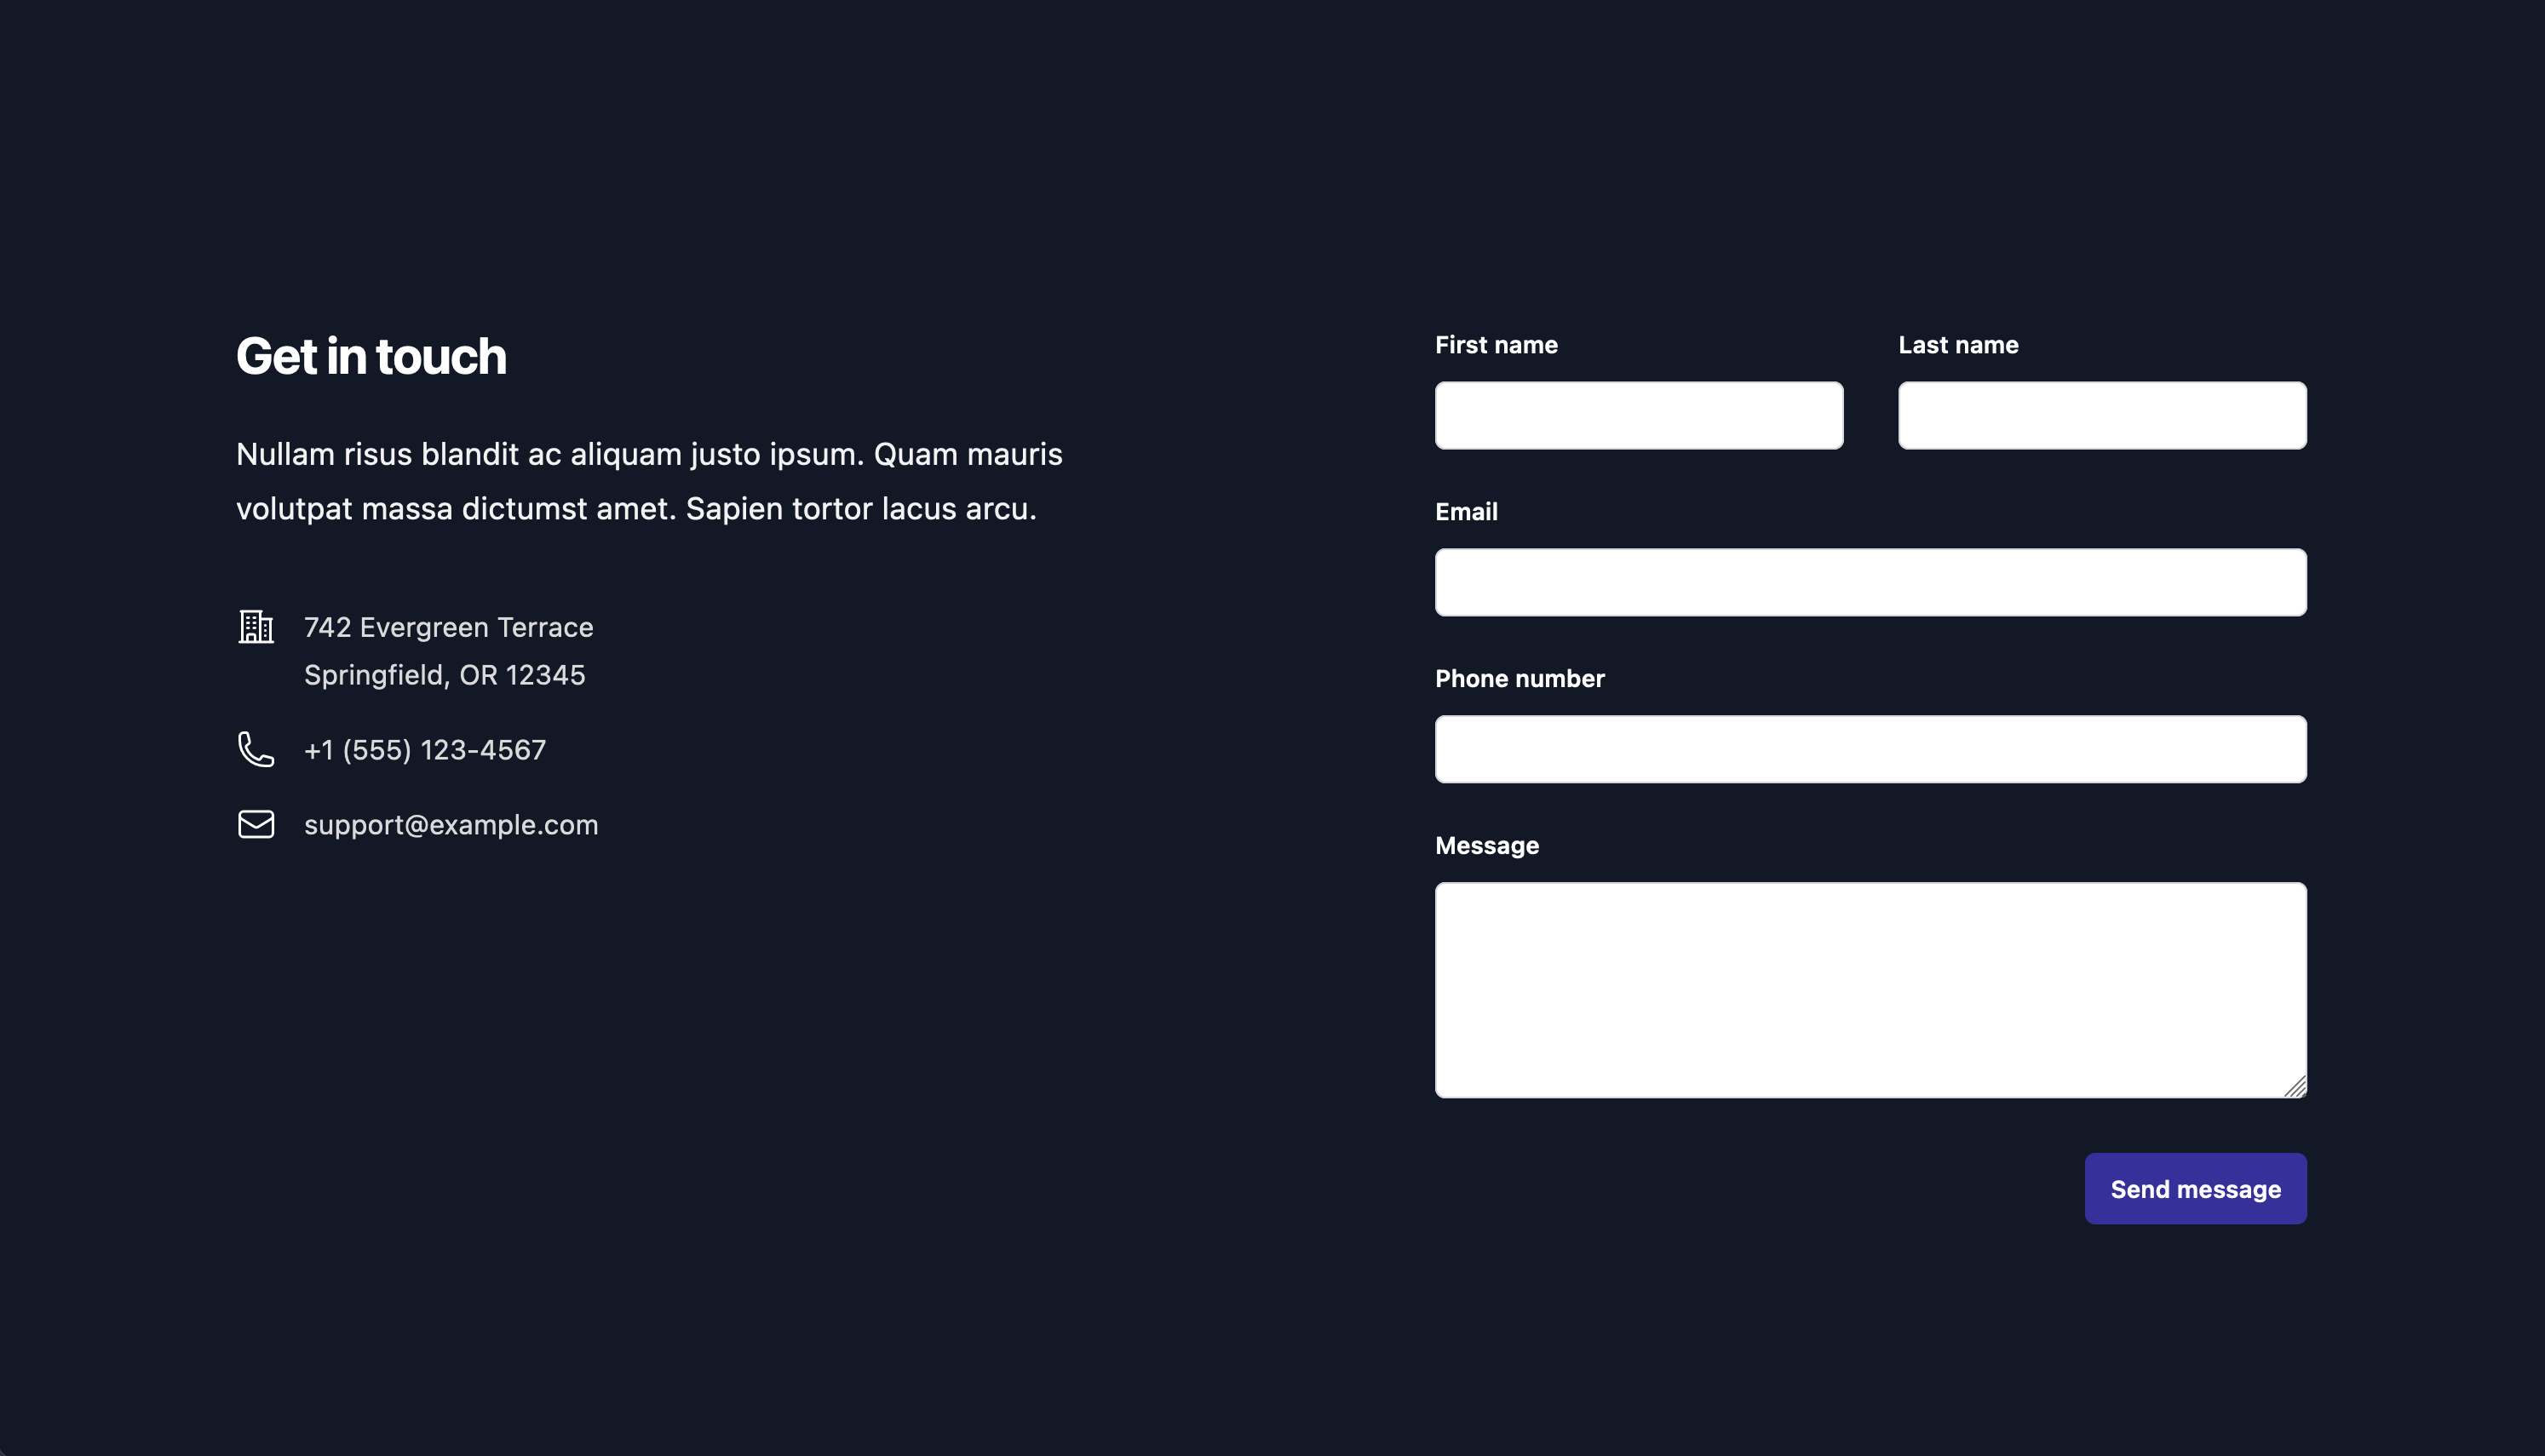 Get in touch
Nullam risus blandit ac aliquam justo ipsum. Quam mauris
volutpat massa dictumst amet. Sapien tortor lacus arcu.
742 Evergreen Terrace
Springfield, OR 12345
+1 (555) 123-4567
support@example.com
First name
Last name
Email
Phone number
Message
Send message